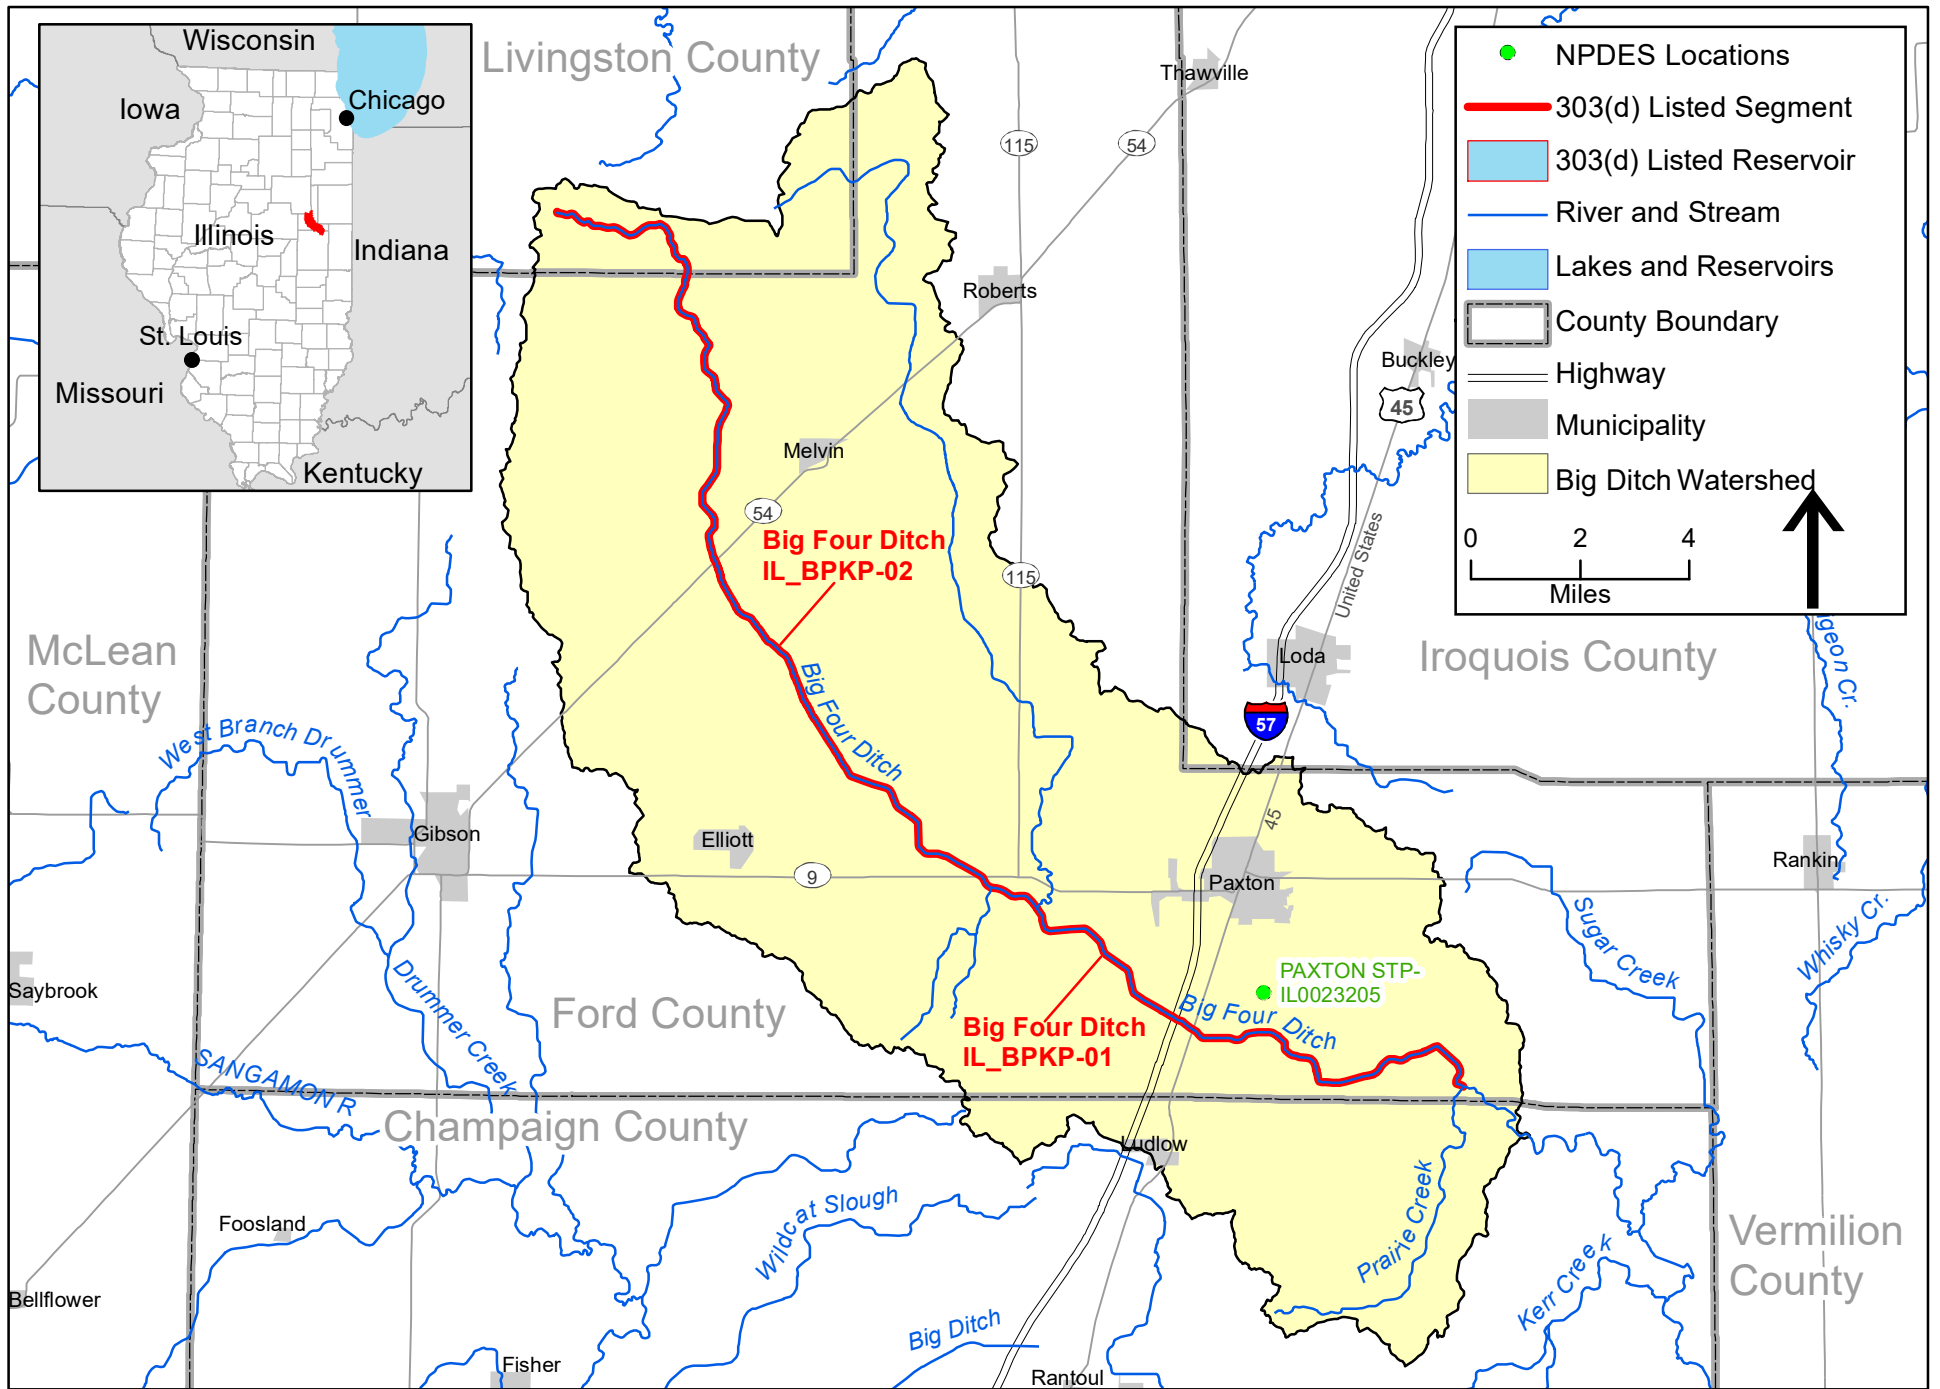 Wisconsin
Iowa
Chicago
Illinois
Indiana
St. Louis
Missouri
Kentucky
Livingston County
Thawville
115
54
NPDES Locations
303(d) Listed Segment
303(d) Listed Reservoir
River and Stream
Lakes and Reservoirs
County Boundary
Highway
Municipality
Big Ditch Watershed
0 2 4
Miles
Roberts
Buckley
45
Melvin
54
Big Four Ditch
IL_BPKP-02
115
United States
McLean
County
Loda
Iroquois County
geon Cr.
57
Big Four Ditch
West Branch Drummer
45
Gibson
Elliott
9
Paxton
Rankin
Sugar Creek
Whisky Cr.
Saybrook
Drummer Creek
Ford County
PAXTON STP-
IL0023205
Big Four Ditch
Big Four Ditch
IL_BPKP-01
SANGAMON R
Champaign County
Ludlow
Prairie Creek
Wildcat Slough
Foosland
Vermilion
County
Kerr Creek
Bellflower
Big Ditch
Fisher
Rantoul